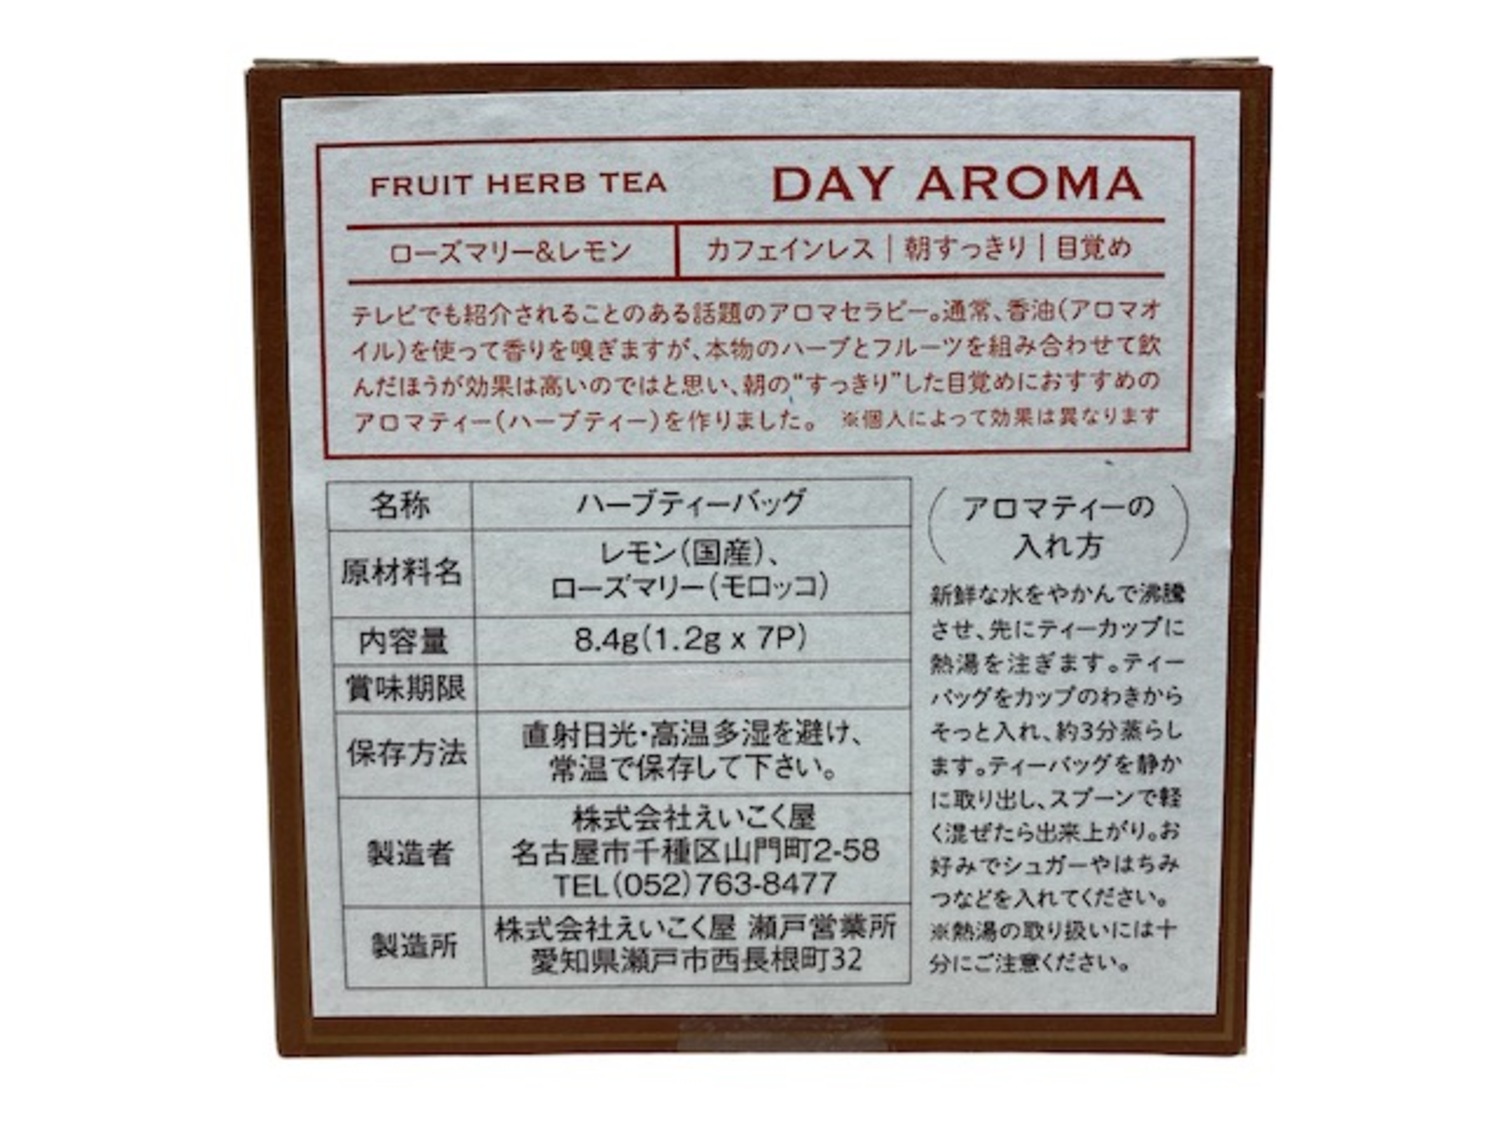 FRUIT HERB TEA DAY AROMA
ローズマリー&レモン カフェインレス|朝すっきり|目覚め
テレビでも紹介されることのある話題のアロマセラピー。通常、香油(アロマオ
イル)を使って香りを嗅ぎますが、本物のハーブとフルーツを組み合わせて飲
んだほうが効果は高いのではと思い、朝の“すっきり”した目覚めにおすすめの
アロマティー(ハーブティー)を作りました。 ※個人によって効果は異なります
名称 ハーブティーバッグ
原材料名 レモン(国産)、
ローズマリー(モロッコ)
内容量 8.4g(1.2g x 7P)
賞味期限
保存方法 直射日光・高温多湿を避け、
常温で保存して下さい。
製造者 株式会社えいこく屋
名古屋市千種区山門町2-58
TEL(052)763-8477
製造所 株式会社えいこく屋 瀬戸営業所
愛知県瀬戸市西長根町32
アロマティーの
入れ方
新鮮な水をやかんで沸騰
させ、先にティーカップに
熱湯を注ぎます。ティー
バッグをカップのわきから
そっと入れ、約3分蒸らし
ます。ティーバッグを静か
に取り出し、スプーンで軽
く混ぜたら出来上がり。お
好みでシュガーやはちみ
つなどを入れてください。
※熱湯の取り扱いには十
分にご注意ください。